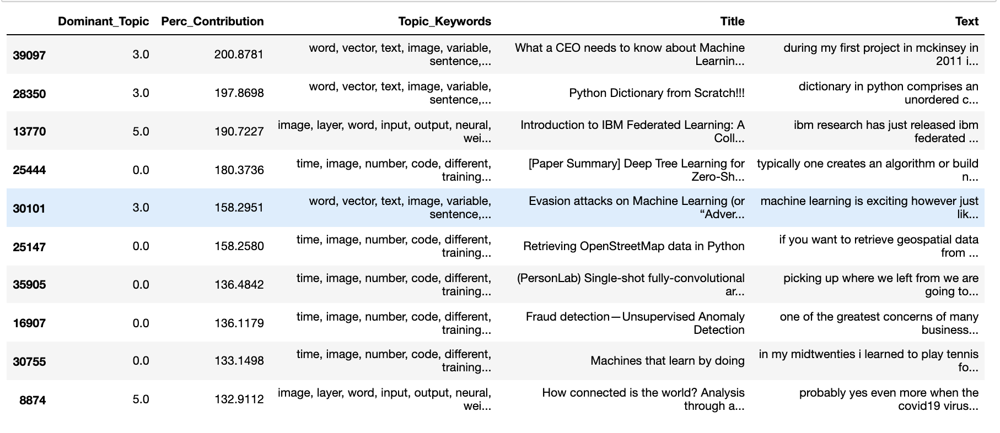 Dominant_Topic Perc_Contribution Topic_Keywords Title Text
39097 3.0 200.8781 word, vector, text, image, variable, sentence,... What a CEO needs to know about Machine Learnin... during my first project in mckinsey in 2011 i...
28350 3.0 197.8698 word, vector, text, image, variable, sentence,... Python Dictionary from Scratch!!! dictionary in python comprises an unordered c...
13770 5.0 190.7227 image, layer, word, input, output, neural, wei... Introduction to IBM Federated Learning: A Coll... ibm research has just released ibm federated ...
25444 0.0 180.3736 time, image, number, code, different, training... [Paper Summary] Deep Tree Learning for Zero-Sh... typically one creates an algorithm or build n...
30101 3.0 158.2951 word, vector, text, image, variable, sentence,... Evasion attacks on Machine Learning (or “Adver... machine learning is exciting however just lik...
25147 0.0 158.2580 time, image, number, code, different, training... Retrieving OpenStreetMap data in Python if you want to retrieve geospatial data from ...
35905 0.0 136.4842 time, image, number, code, different, training... (PersonLab) Single-shot fully-convolutional ar... picking up where we left from we are going to...
16907 0.0 136.1179 time, image, number, code, different, training... Fraud detection—Unsupervised Anomaly Detection one of the greatest concerns of many business...
30755 0.0 133.1498 time, image, number, code, different, training... Machines that learn by doing in my midtwenties i learned to play tennis fo...
8874 5.0 132.9112 image, layer, word, input, output, neural, wei... How connected is the world? Analysis through a... probably yes even more when the covid19 virus...